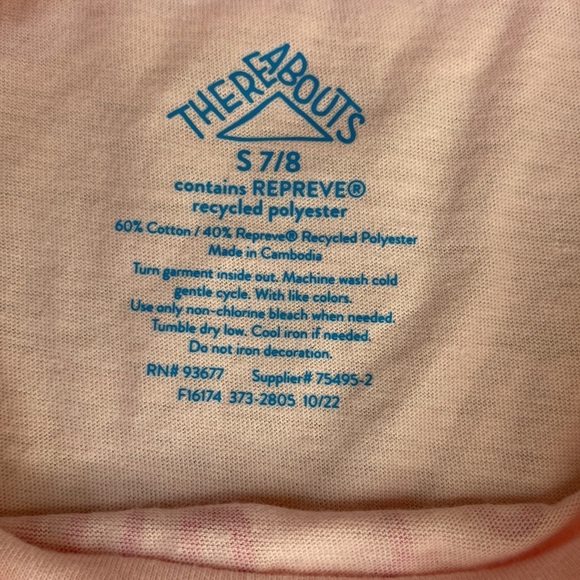 THEREABOUTS
S 7/8
contains REPREVE®
recycled polyester
60% Cotton / 40% Repreve® Recycled Polyester
Made in Cambodia
Turn garment inside out. Machine wash cold
gentle cycle. With like colors.
Use only non-chlorine bleach when needed.
Tumble dry low. Cool iron if needed.
Do not iron decoration.
RN# 93677 Supplier# 75495-2
F16174 373-2805 10/22